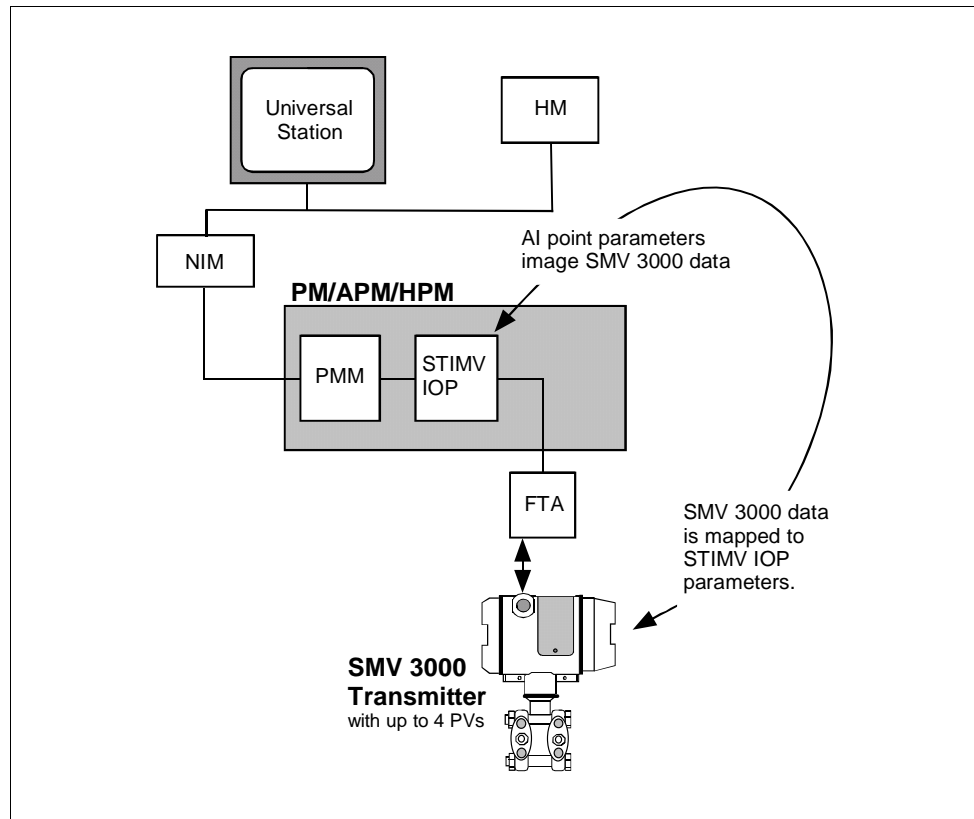 Universal
Station
HM
NIM
AI point parameters
image SMV 3000 data
PM/APM/HPM
PMM
STIMV
IOP
FTA
SMV 3000 data
is mapped to
STIMV IOP
parameters.
SMV 3000
Transmitter
with up to 4 PVs